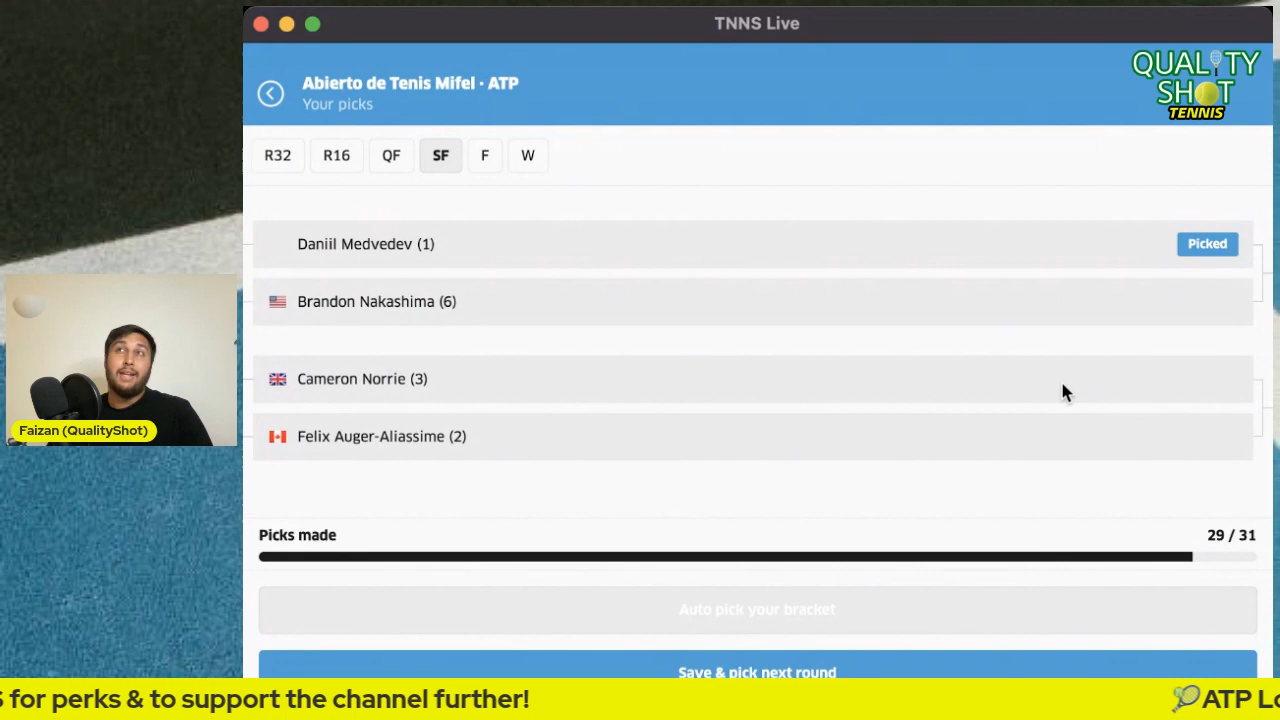 TNNS Live
Abierto de Tenis Mifel · ATP
Your picks
QUALITY
SHOT
TENNIS
R32 R16 QF SF F W
Daniil Medvedev (1) Picked
Brandon Nakashima (6)
Cameron Norrie (3)
Felix Auger-Aliassime (2)
Faizan (QualityShot)
Picks made 29 / 31
Auto pick your bracket
Save & pick next round
S for perks & to support the channel further! ATP Lo